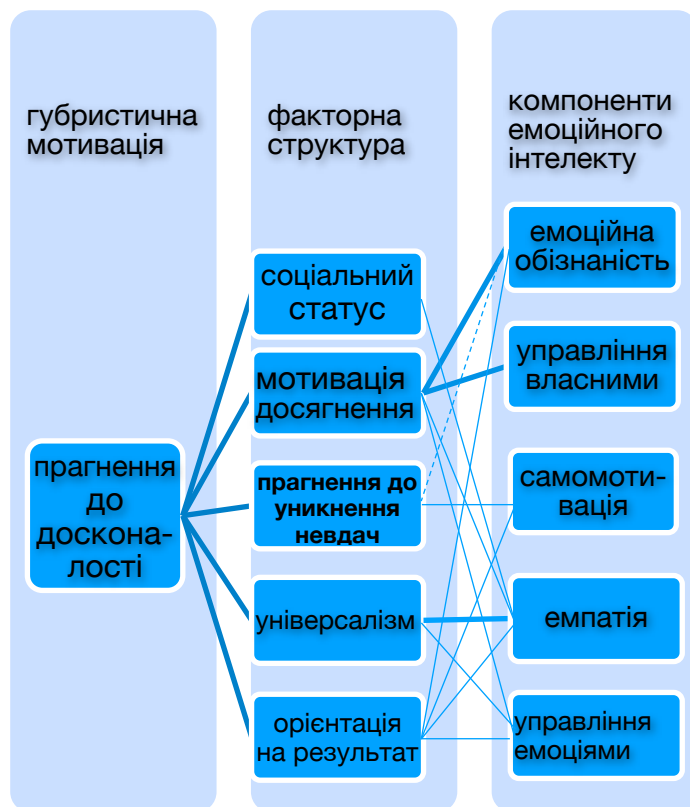 губристична
мотивація
факторна
структура
компоненти
емоційного
інтелекту
прагнення
до
доскона-
лості
соціальний
статус
мотивація
досягнення
прагнення до
уникнення
невдач
універсалізм
орієнтація
на результат
емоційна
обізнаність
управління
власними
самомоти-
вація
емпатія
управління
емоціями